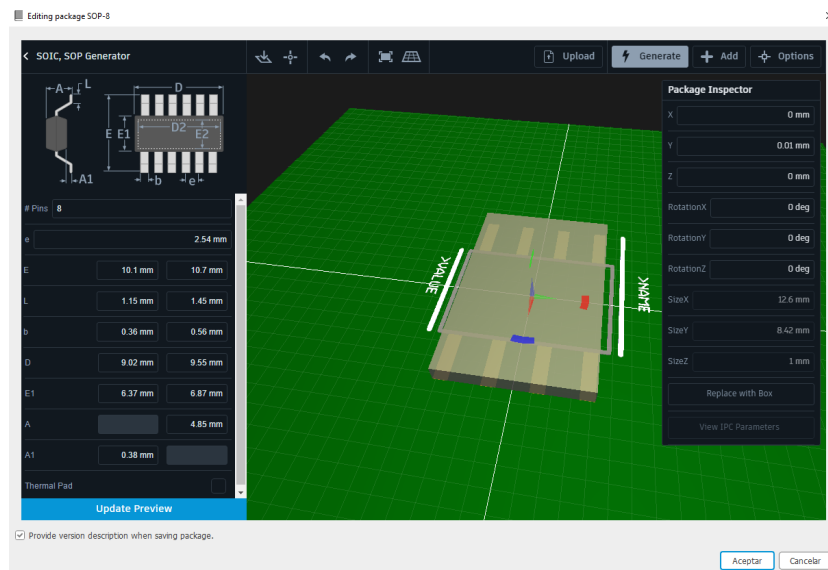 Editing package SOP-8
SOIC, SOP Generator
Upload
Generate
Add
Options
A
L
D
E
E1
D2
E2
A1
b
e
# Pins 8
e 2.54 mm
E 10.1 mm 10.7 mm
L 1.15 mm 1.45 mm
b 0.36 mm 0.56 mm
D 9.02 mm 9.55 mm
E1 6.37 mm 6.87 mm
A 4.85 mm
A1 0.38 mm
Thermal Pad
Update Preview
>VALUE
>NAME
Package Inspector
X 0 mm
Y 0.01 mm
Z 0 mm
RotationX 0 deg
RotationY 0 deg
RotationZ 0 deg
SizeX 12.6 mm
SizeY 8.42 mm
SizeZ 1 mm
Replace with Box
View IPC Parameters
Provide version description when saving package.
Aceptar
Cancelar